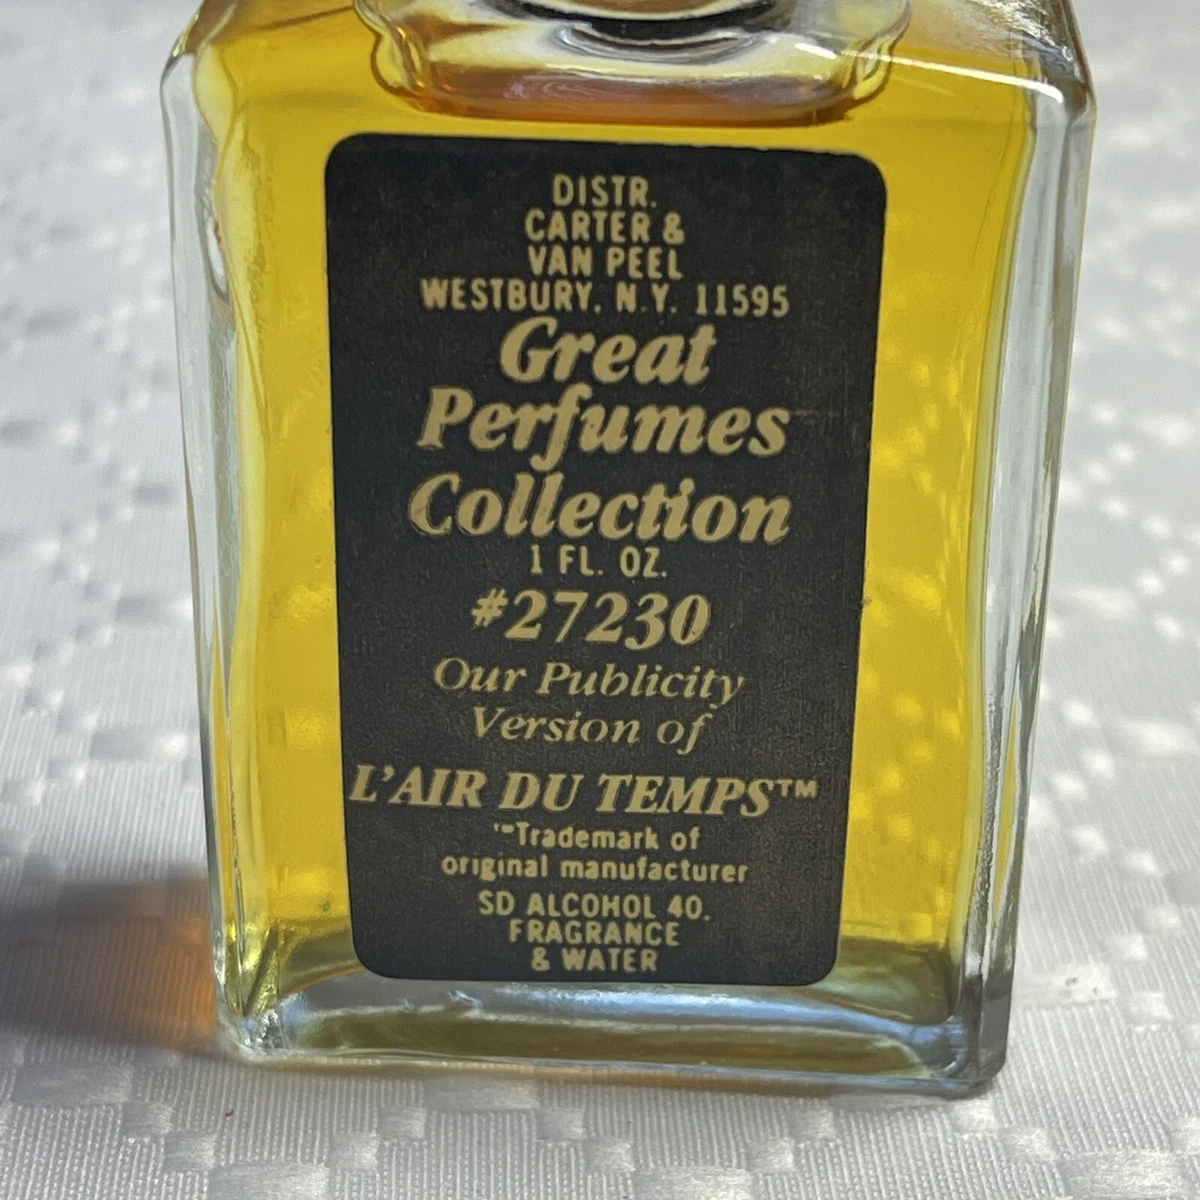 DISTR.
CARTER &
VAN PEEL
WESTBURY, N.Y. 11595
Great
Perfumes
Collection
1 FL. OZ.
#27230
Our Publicity
Version of
L'AIR DU TEMPS™
™Trademark of
original manufacturer
SD ALCOHOL 40,
FRAGRANCE
& WATER